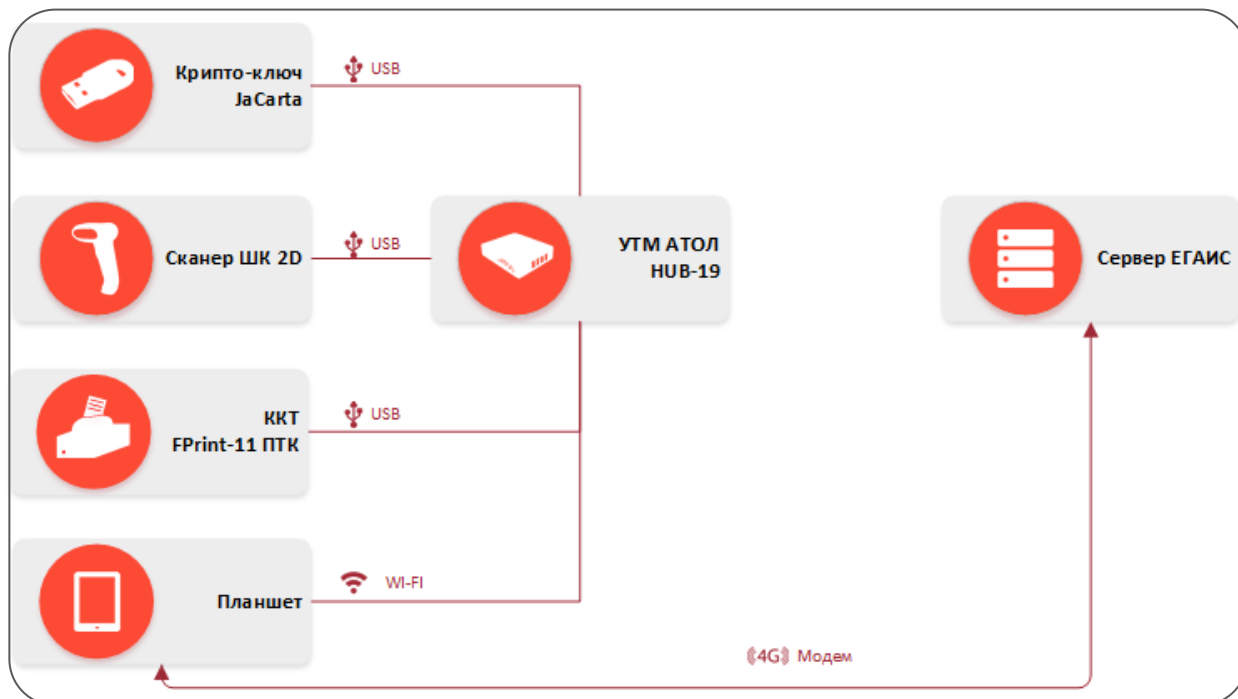 Крипто-ключ
JaCarta
USB
Сканер ШК 2D
USB
УТМ АТОЛ
HUB-19
Сервер ЕГАИС
ККТ
FPrint-11 ПТК
USB
Планшет
WI-FI
4G Модем